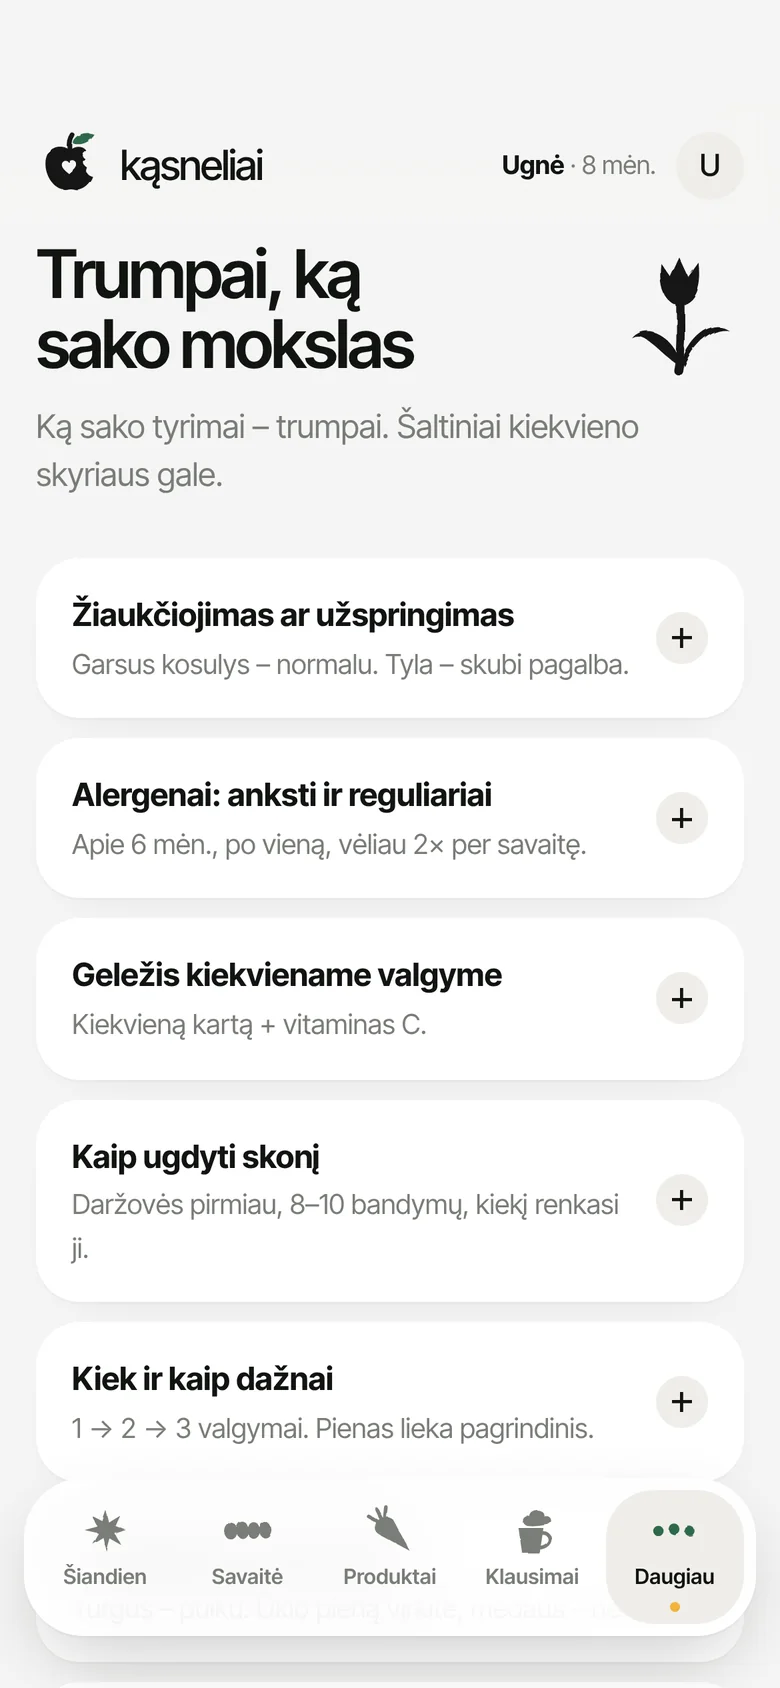 kąsneliai
Ugnė · 8 mėn.
U
Trumpai, ką
sako mokslas
Ką sako tyrimai – trumpai. Šaltiniai kiekvieno
skyriaus gale.
Žiaukčiojimas ar užspringimas
Garsus kosulys – normalu. Tyla – skubi pagalba.
+
Alergenai: anksti ir reguliariai
Apie 6 mėn., po vieną, vėliau 2× per savaitę.
+
Geležis kiekviename valgyme
Kiekvieną kartą + vitaminas C.
+
Kaip ugdyti skonį
Daržovės pirmiau, 8–10 bandymų, kiekį renkasi
ji.
+
Kiek ir kaip dažnai
1 → 2 → 3 valgymai. Pienas lieka pagrindinis.
+
Šiandien
Savaitė
Produktai
Klausimai
Daugiau